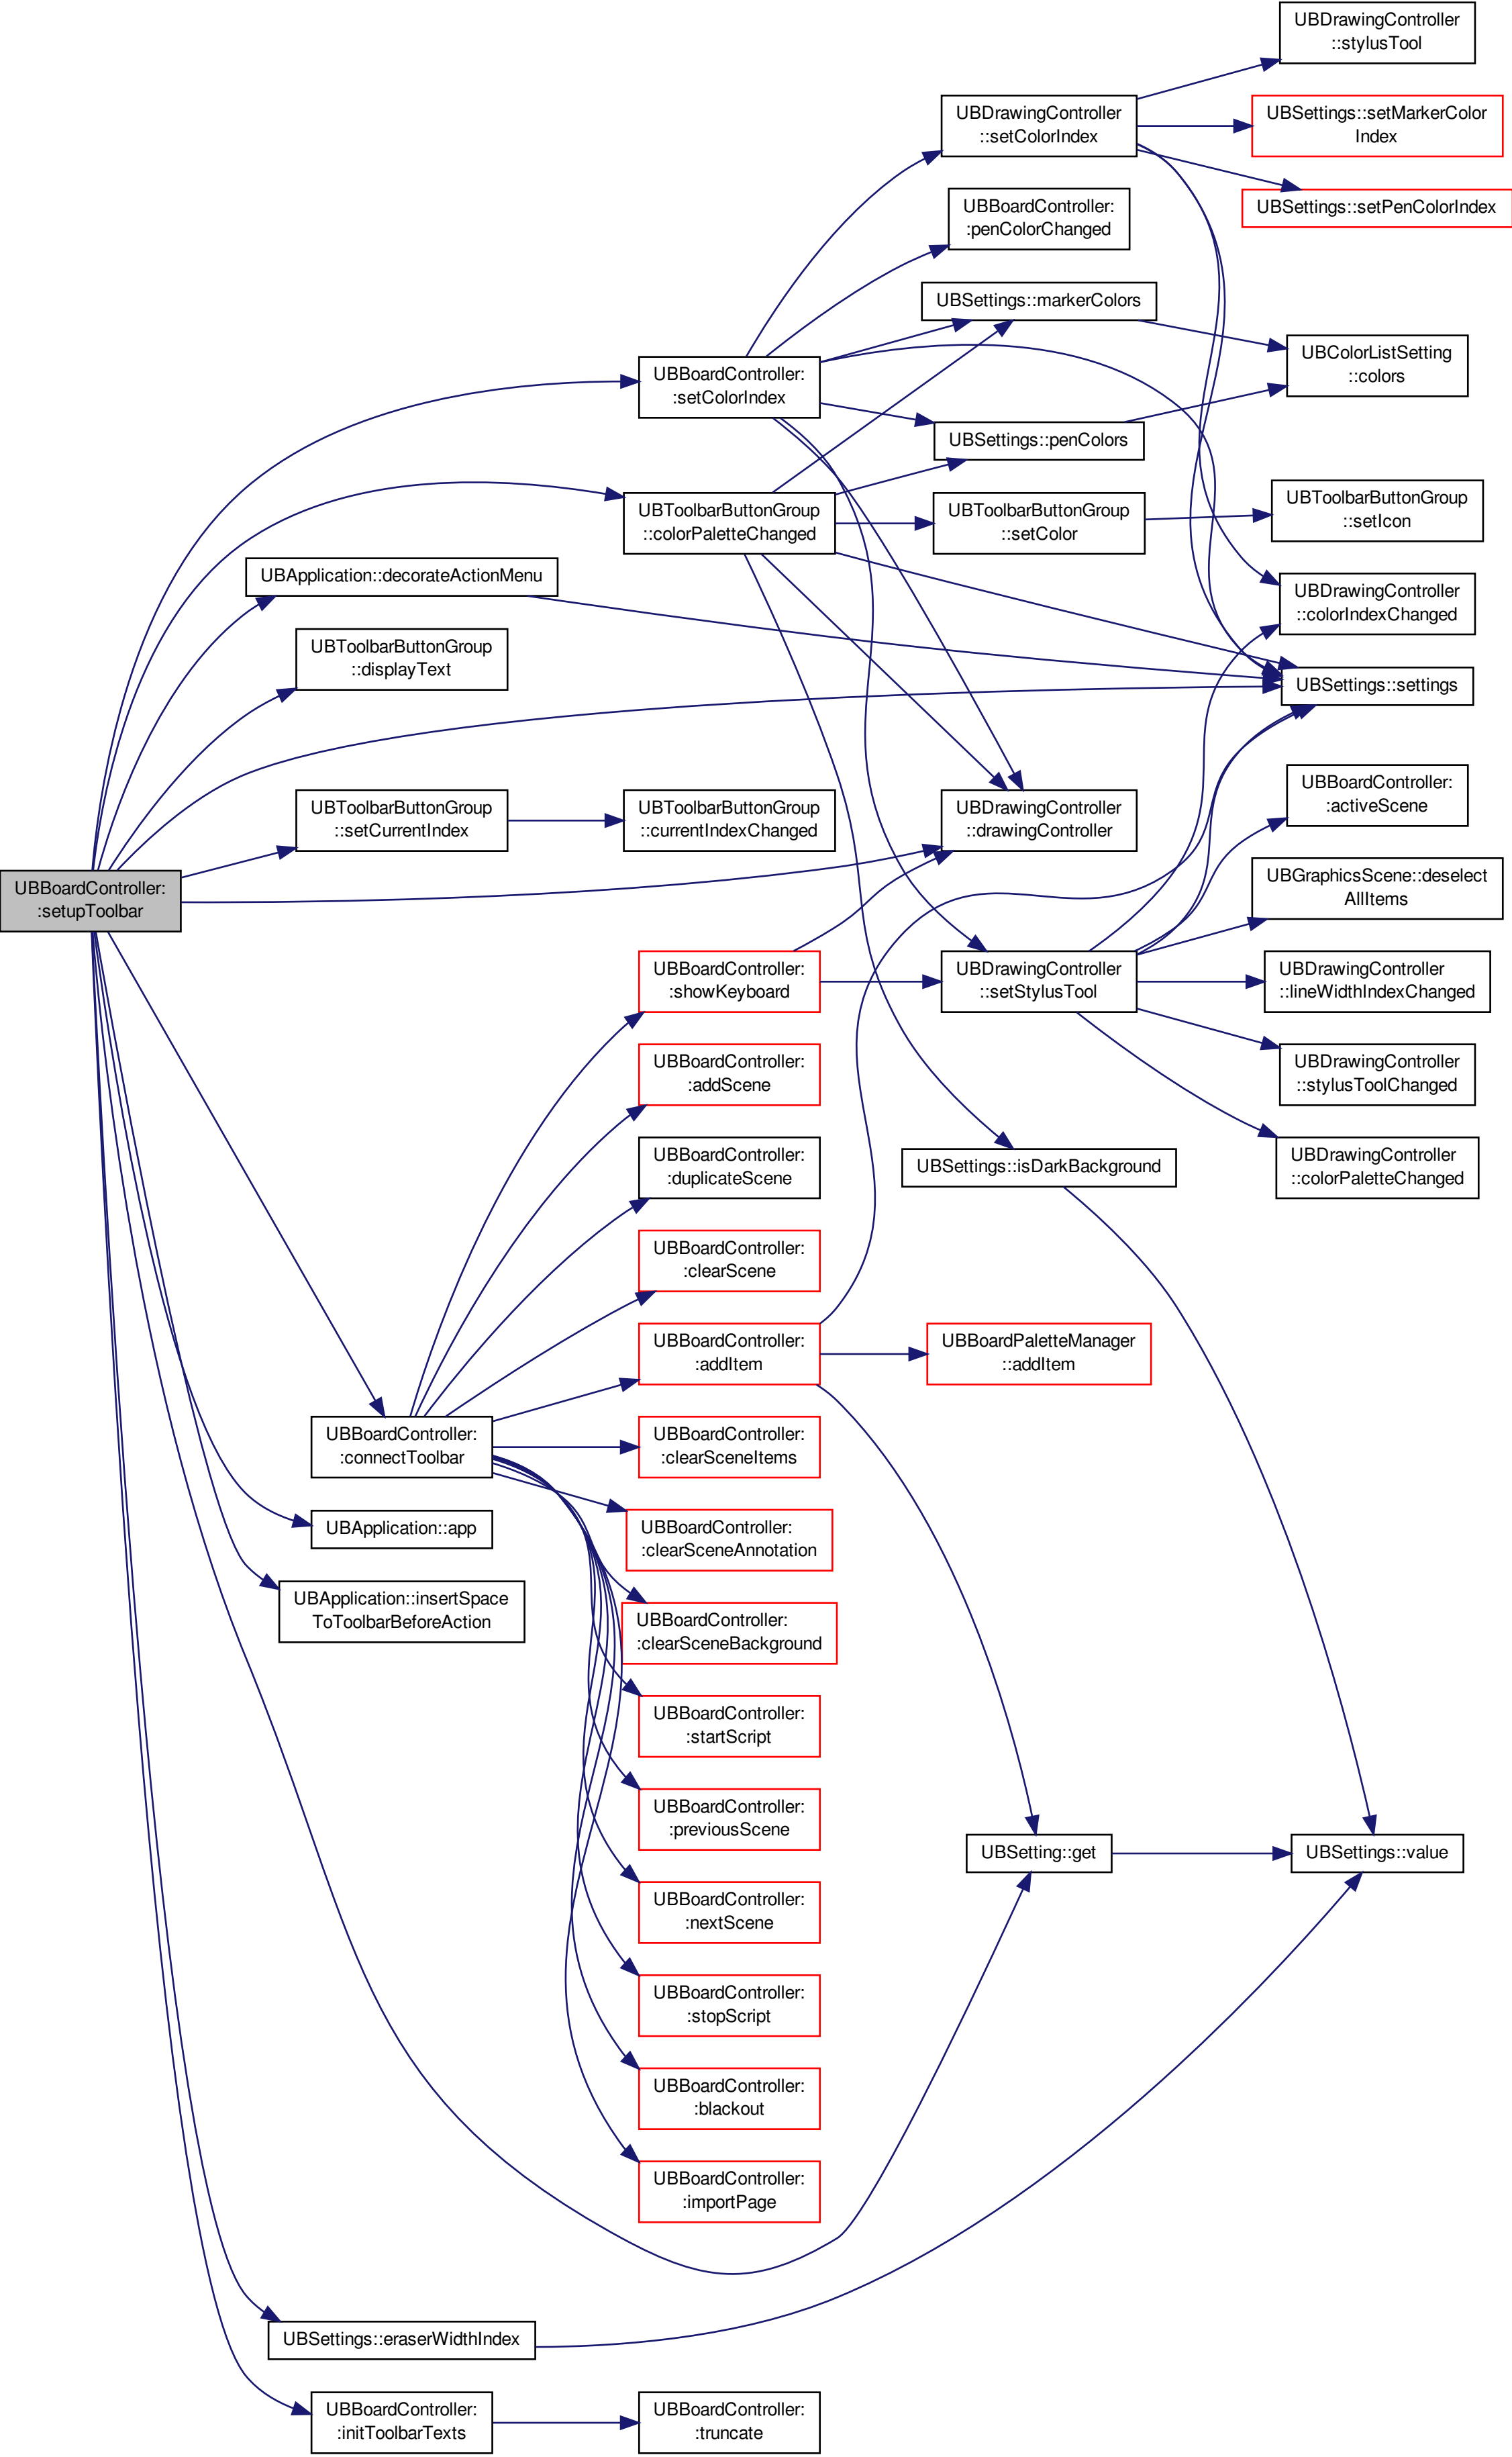 UBDrawingController
::stylusTool
UBDrawingController
::setColorIndex
UBSettings::setMarkerColor
Index
UBBoardController:
:penColorChanged
UBSettings::setPenColorIndex
UBSettings::markerColors
UBBoardController:
:setColorIndex
UBColorListSetting
::colors
UBSettings::penColors
UBToolbarButtonGroup
::colorPaletteChanged
UBToolbarButtonGroup
::setColor
UBToolbarButtonGroup
::setIcon
UBApplication::decorateActionMenu
UBDrawingController
::colorIndexChanged
UBToolbarButtonGroup
::displayText
UBSettings::settings
UBToolbarButtonGroup
::setCurrentIndex
UBToolbarButtonGroup
::currentIndexChanged
UBDrawingController
::drawingController
UBBoardController:
:activeScene
UBBoardController:
:setupToolbar
UBGraphicsScene::deselect
AllItems
UBBoardController:
:showKeyboard
UBDrawingController
::setStylusTool
UBDrawingController
::lineWidthIndexChanged
UBBoardController:
:addScene
UBDrawingController
::stylusToolChanged
UBBoardController:
:duplicateScene
UBSettings::isDarkBackground
UBDrawingController
::colorPaletteChanged
UBBoardController:
:clearScene
UBBoardController:
:addItem
UBBoardPaletteManager
::addItem
UBBoardController:
:connectToolbar
UBBoardController:
:clearSceneItems
UBApplication::app
UBBoardController:
:clearSceneAnnotation
UBApplication::insertSpace
ToToolbarBeforeAction
UBBoardController:
:clearSceneBackground
UBBoardController:
:startScript
UBBoardController:
:previousScene
UBSetting::get
UBSettings::value
UBBoardController:
:nextScene
UBBoardController:
:stopScript
UBBoardController:
:blackout
UBBoardController:
:importPage
UBSettings::eraserWidthIndex
UBBoardController:
:initToolbarTexts
UBBoardController:
:truncate